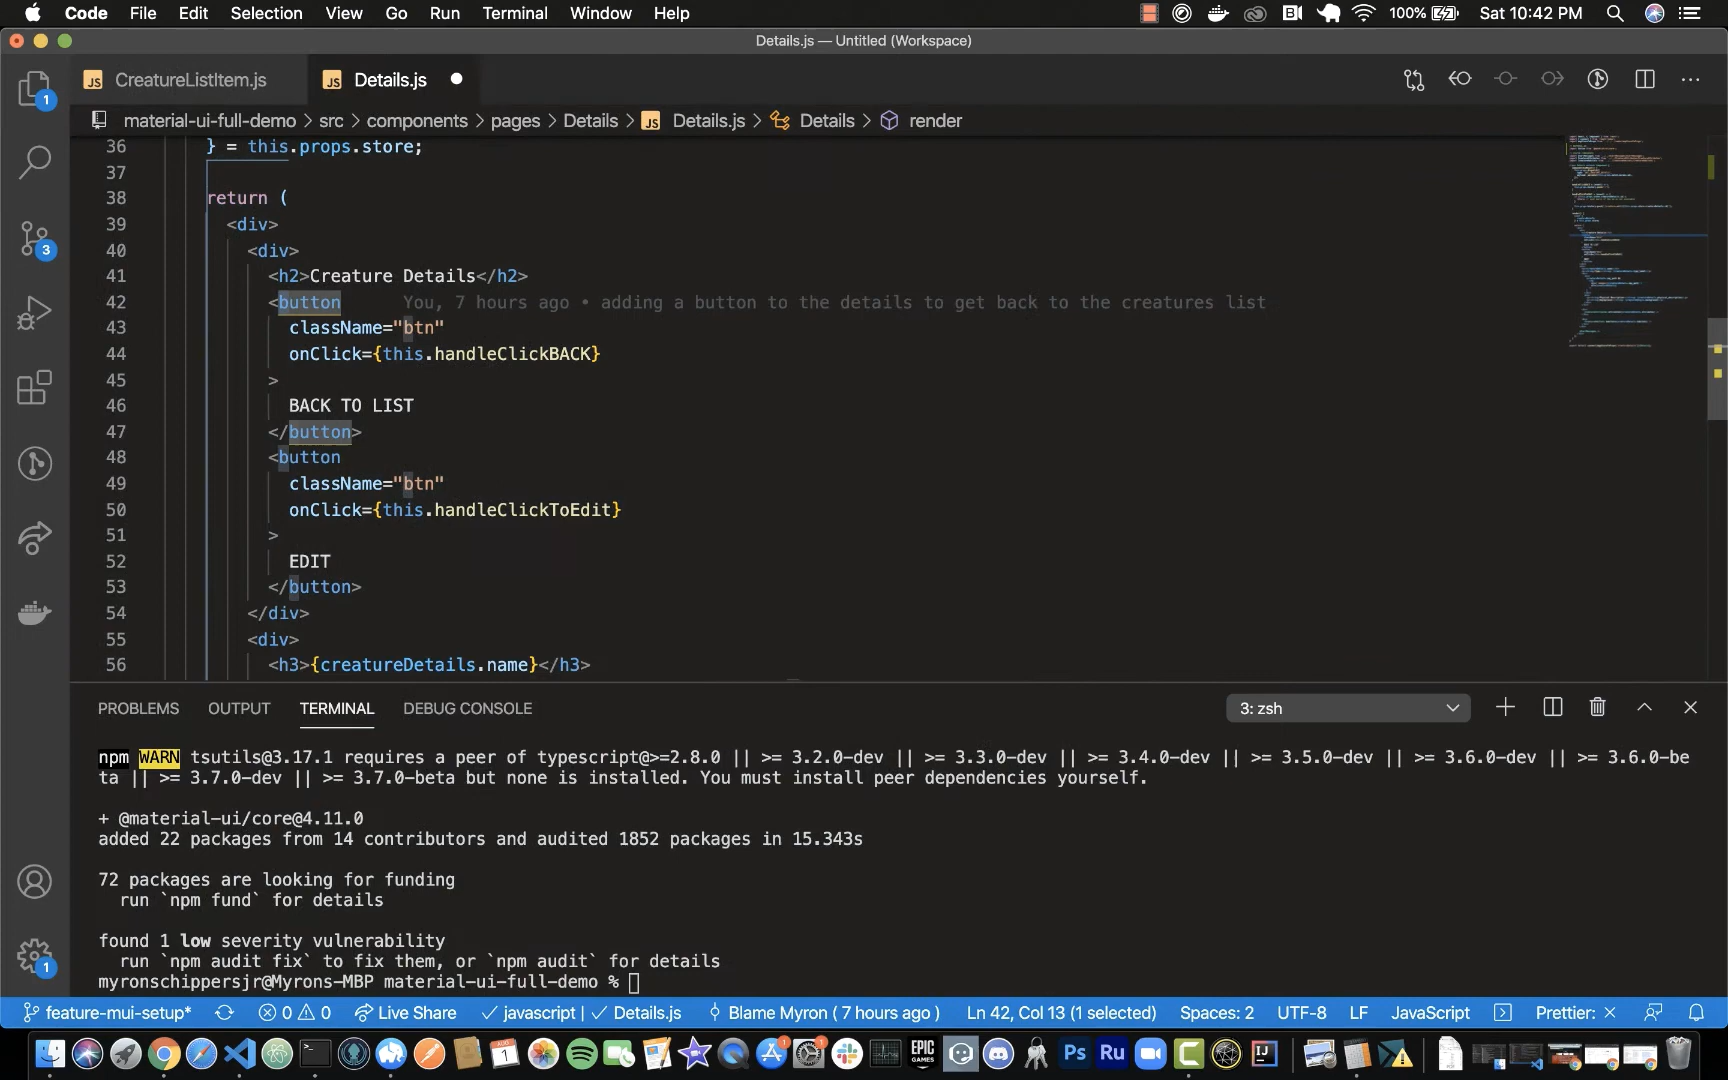 Code File Edit Selection View Go Run Terminal Window Help 100% Sat 10:42 PM
Details.js — Untitled (Workspace)
JS CreatureListItem.js JS Details.js
material-ui-full-demo > src > components > pages > Details > JS Details.js > Details > render
36 } = this.props.store;
37
38 return (
39 <div>
40 <div>
41 <h2>Creature Details</h2>
42 <button You, 7 hours ago • adding a button to the details to get back to the creatures list
43 className="btn"
44 onClick={this.handleClickBACK}
45 >
46 BACK TO LIST
47 </button>
48 <button
49 className="btn"
50 onClick={this.handleClickToEdit}
51 >
52 EDIT
53 </button>
54 </div>
55 <div>
56 <h3>{creatureDetails.name}</h3>
1
3
1
PROBLEMS OUTPUT TERMINAL DEBUG CONSOLE 3: zsh
npm WARN tsutils@3.17.1 requires a peer of typescript@>=2.8.0 || >= 3.2.0-dev || >= 3.3.0-dev || >= 3.4.0-dev || >= 3.5.0-dev || >= 3.6.0-dev || >= 3.6.0-be
ta || >= 3.7.0-dev || >= 3.7.0-beta but none is installed. You must install peer dependencies yourself.
+ @material-ui/core@4.11.0
added 22 packages from 14 contributors and audited 1852 packages in 15.343s
72 packages are looking for funding
run `npm fund` for details
found 1 low severity vulnerability
run `npm audit fix` to fix them, or `npm audit` for details
myronschippersjr@Myrons-MBP material-ui-full-demo %
feature-mui-setup* 0 0 Live Share javascript | Details.js Blame Myron ( 7 hours ago ) Ln 42, Col 13 (1 selected) Spaces: 2 UTF-8 LF JavaScript Prettier: ×
AUG 1 EPIC GAMES Ps Ru IJ